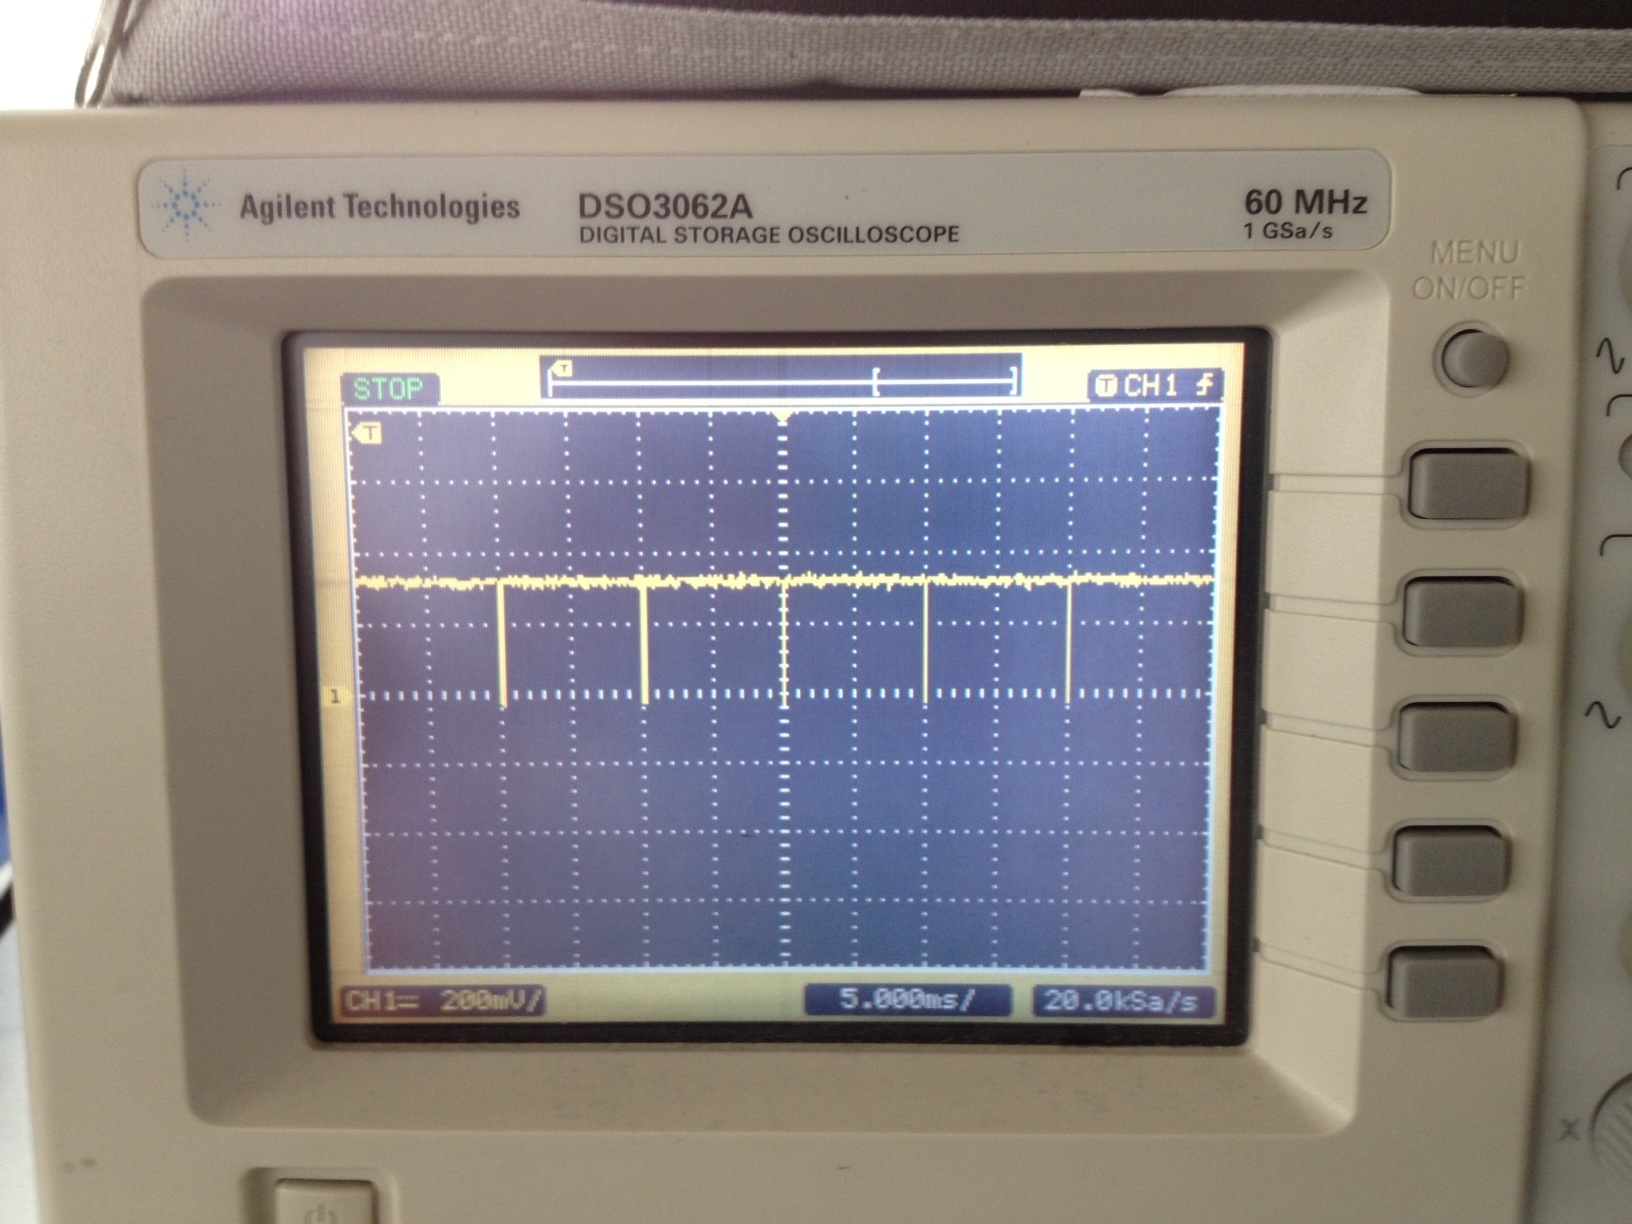 Agilent Technologies
DSO3062A
DIGITAL STORAGE OSCILLOSCOPE
60 MHz
1 GSa/s
MENU
ON/OFF
STOP
T
T CH1
T
1
CH1 200mV/
5.000ms/
20.0kSa/s
X